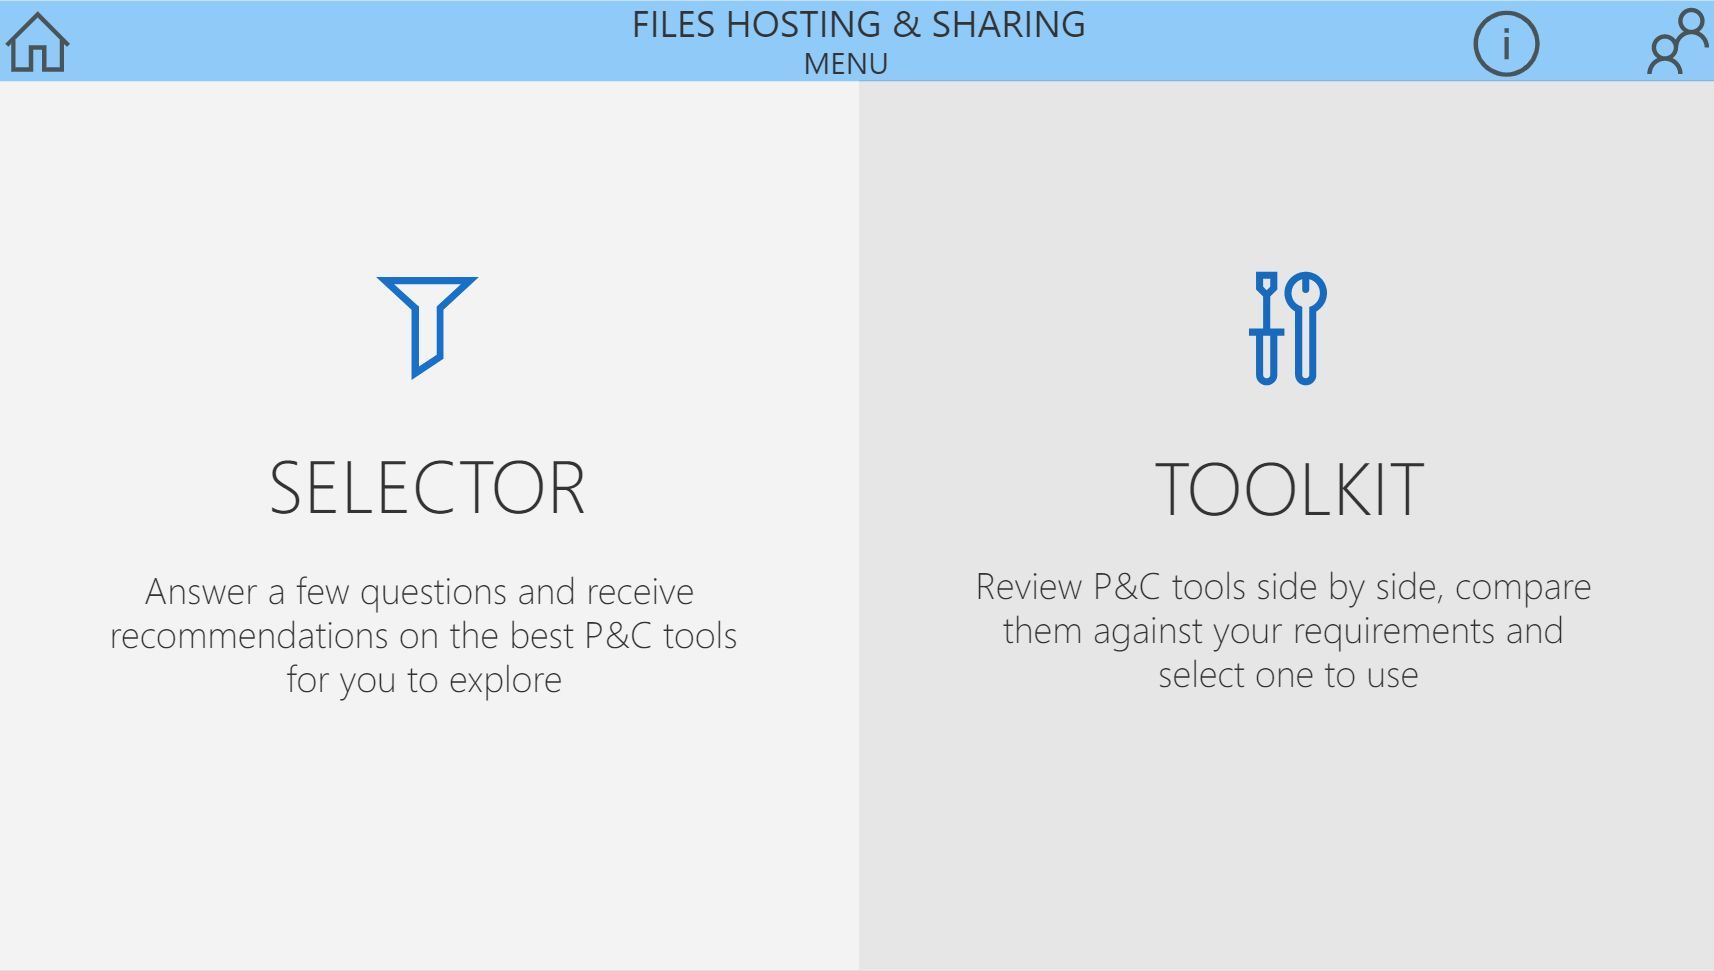 FILES HOSTING & SHARING
MENU
SELECTOR
Answer a few questions and receive
recommendations on the best P&C tools
for you to explore
TOOLKIT
Review P&C tools side by side, compare
them against your requirements and
select one to use